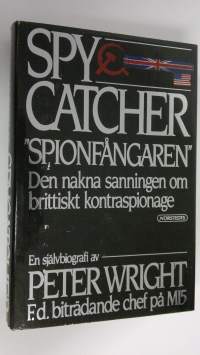 SPY
CATCHER
"SPIONFÅNGAREN"
Den nakna sanningen om
brittiskt kontraspionage
NORSTEDTS
En självbiografi av
PETER WRIGHT
F.d. biträdande chef på MI5